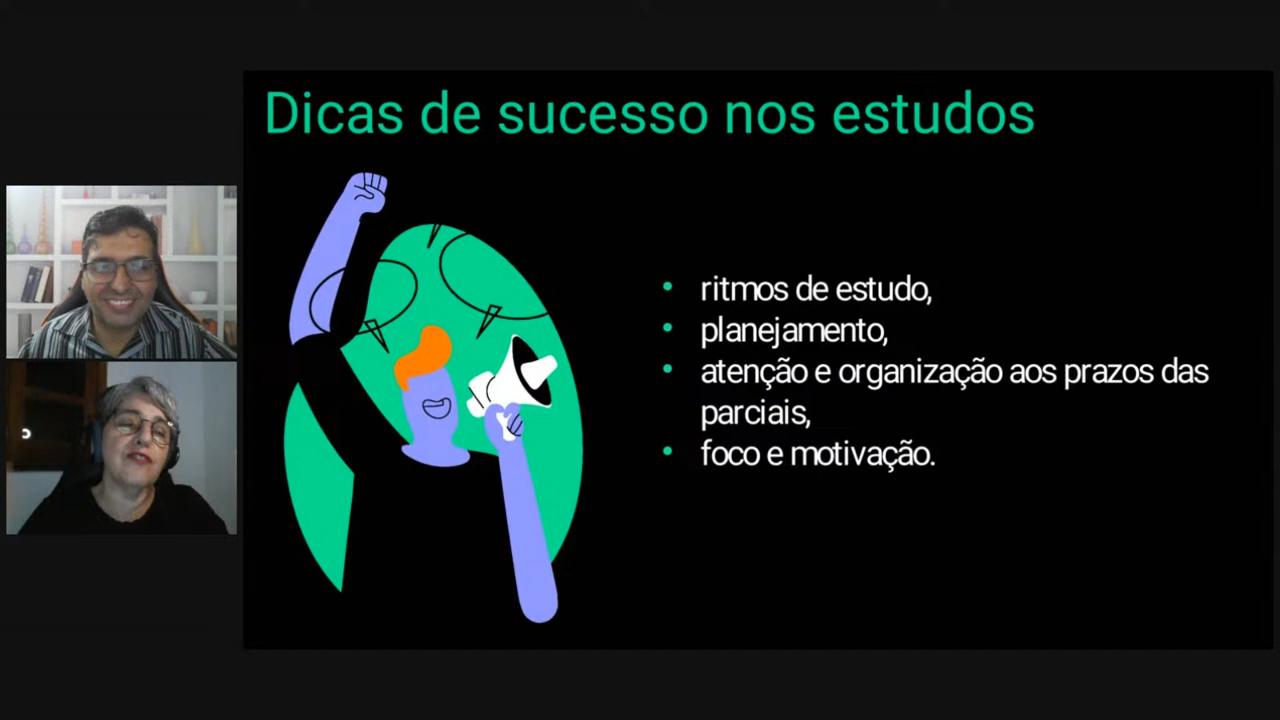 Dicas de sucesso nos estudos
• ritmos de estudo,
• planejamento,
• atenção e organização aos prazos das
parciais,
• foco e motivação.